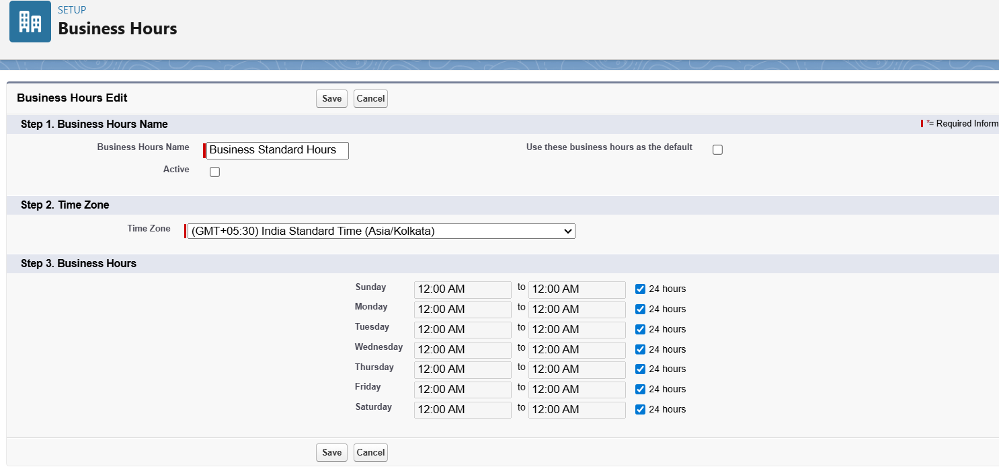 SETUP
Business Hours
Business Hours Edit Save Cancel
Step 1. Business Hours Name *= Required Inform
Business Hours Name Business Standard Hours Use these business hours as the default
Active
Step 2. Time Zone
Time Zone (GMT+05:30) India Standard Time (Asia/Kolkata)
Step 3. Business Hours
Sunday 12:00 AM to 12:00 AM 24 hours
Monday 12:00 AM to 12:00 AM 24 hours
Tuesday 12:00 AM to 12:00 AM 24 hours
Wednesday 12:00 AM to 12:00 AM 24 hours
Thursday 12:00 AM to 12:00 AM 24 hours
Friday 12:00 AM to 12:00 AM 24 hours
Saturday 12:00 AM to 12:00 AM 24 hours
Save Cancel